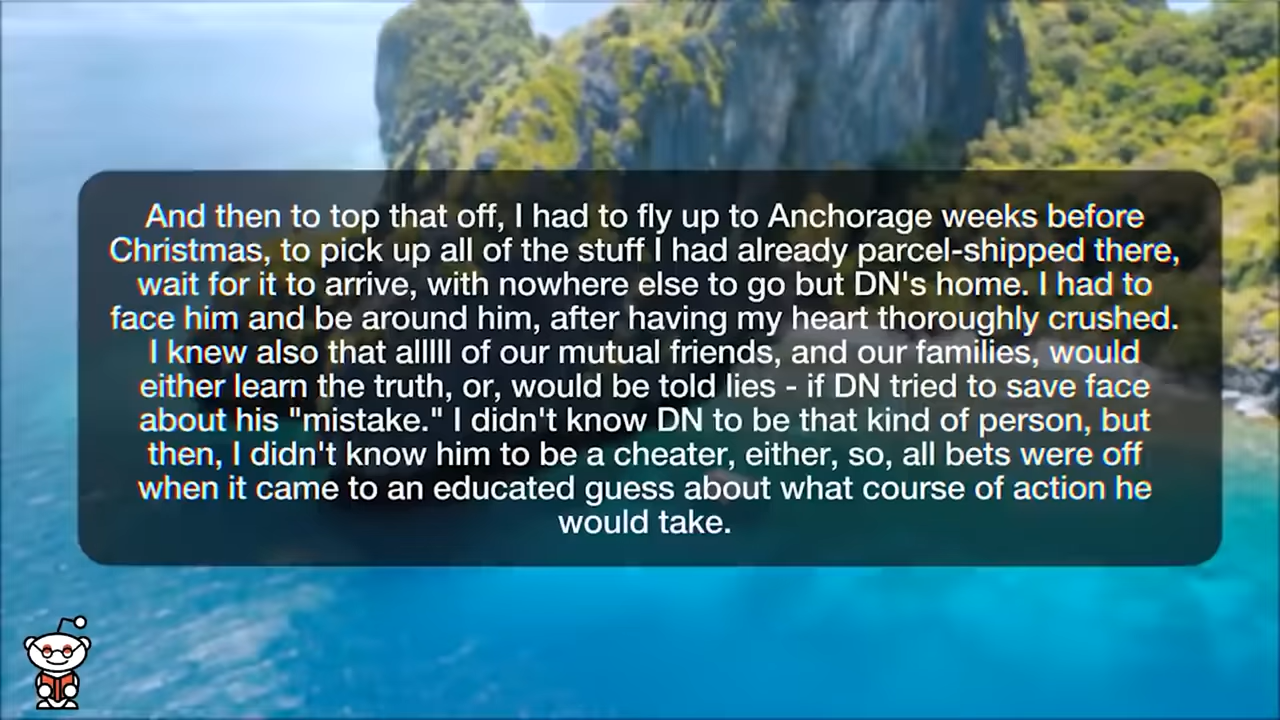 And then to top that off, I had to fly up to Anchorage weeks before
Christmas, to pick up all of the stuff I had already parcel-shipped there,
wait for it to arrive, with nowhere else to go but DN's home. I had to
face him and be around him, after having my heart thoroughly crushed.
I knew also that alllll of our mutual friends, and our families, would
either learn the truth, or, would be told lies - if DN tried to save face
about his "mistake." I didn't know DN to be that kind of person, but
then, I didn't know him to be a cheater, either, so, all bets were off
when it came to an educated guess about what course of action he
would take.